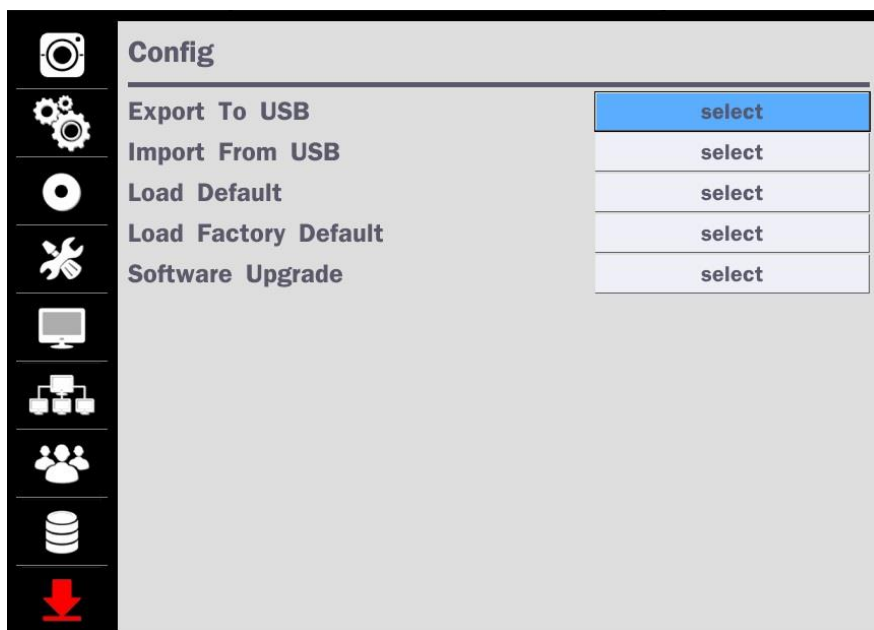 Config
Export To USB select
Import From USB select
Load Default select
Load Factory Default select
Software Upgrade select